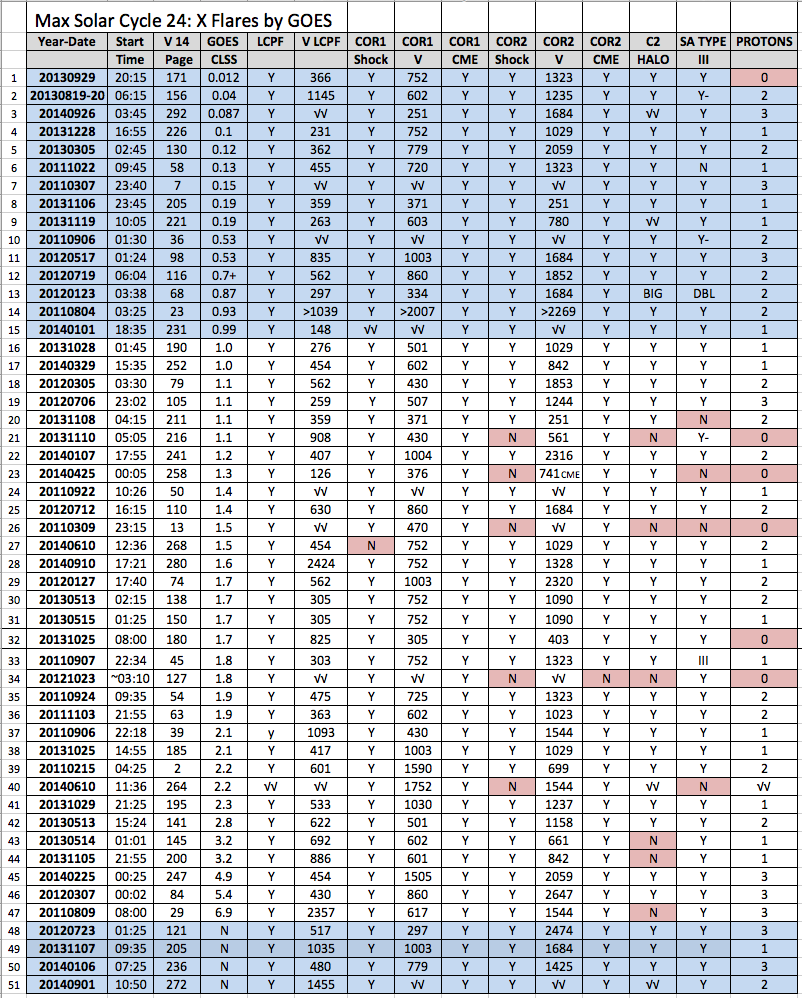 Max Solar Cycle 24: X Flares by GOES
Year-Date Start V 14 GOES LCPF V LCPF COR1 COR1 COR1 COR2 COR2 COR2 C2 SA TYPE PROTONS
Time Page CLSS Shock V CME Shock V CME HALO III
1 20130929 20:15 171 0.012 Y 366 Y 752 Y Y 1323 Y Y Y 0
2 20130819-20 06:15 156 0.04 Y 1145 Y 602 Y Y 1235 Y Y Y- 2
3 20140926 03:45 292 0.087 Y √√ Y 251 Y Y 1684 Y √√ Y 3
4 20131228 16:55 226 0.1 Y 231 Y 752 Y Y 1029 Y Y Y 1
5 20130305 02:45 130 0.12 Y 362 Y 779 Y Y 2059 Y Y Y 2
6 20111022 09:45 58 0.13 Y 455 Y 720 Y Y 1323 Y Y N 1
7 20110307 23:40 7 0.15 Y √√ Y √√ Y Y √√ Y Y Y 3
8 20131106 23:45 205 0.19 Y 359 Y 371 Y Y 251 Y Y Y 1
9 20131119 10:05 221 0.19 Y 263 Y 603 Y Y 780 Y √√ Y 1
10 20110906 01:30 36 0.53 Y √√ Y √√ Y Y √√ Y Y Y- 2
11 20120517 01:24 98 0.53 Y 835 Y 1003 Y Y 1684 Y Y Y 3
12 20120719 06:04 116 0.7+ Y 562 Y 860 Y Y 1852 Y Y Y 2
13 20120123 03:38 68 0.87 Y 297 Y 334 Y Y 1684 Y BIG DBL 2
14 20110804 03:25 23 0.93 Y >1039 Y >2007 Y Y >2269 Y Y Y 2
15 20140101 18:35 231 0.99 Y 148 √√ √√ Y Y √√ Y Y Y 1
16 20131028 01:45 190 1.0 Y 276 Y 501 Y Y 1029 Y Y Y 1
17 20140329 15:35 252 1.0 Y 454 Y 602 Y Y 842 Y Y Y 1
18 20120305 03:30 79 1.1 Y 562 Y 430 Y Y 1853 Y Y Y 2
19 20120706 23:02 105 1.1 Y 259 Y 507 Y Y 1244 Y Y Y 3
20 20131108 04:15 211 1.1 Y 359 Y 371 Y Y 251 Y Y N 2
21 20131110 05:05 216 1.1 Y 908 Y 430 Y N 561 Y N Y- 0
22 20140107 17:55 241 1.2 Y 407 Y 1004 Y Y 2316 Y Y Y 2
23 20140425 00:05 258 1.3 Y 126 Y 376 Y N 741CME Y Y N 0
24 20110922 10:26 50 1.4 Y √√ Y √√ Y Y √√ Y Y Y 1
25 20120712 16:15 110 1.4 Y 630 Y 860 Y Y 1684 Y Y Y 2
26 20110309 23:15 13 1.5 Y √√ Y 470 Y N √√ Y N N 0
27 20140610 12:36 268 1.5 Y 454 N 752 Y Y 1029 Y Y Y 2
28 20140910 17:21 280 1.6 Y 2424 Y 752 Y Y 1328 Y Y Y 1
29 20120127 17:40 74 1.7 Y 562 Y 1003 Y Y 2320 Y Y Y 2
30 20130513 02:15 138 1.7 Y 305 Y 752 Y Y 1090 Y Y Y 2
31 20130515 01:25 150 1.7 Y 305 Y 752 Y Y 1090 Y Y Y 1
32 20131025 08:00 180 1.7 Y 825 Y 305 Y Y 403 Y Y Y 0
33 20110907 22:34 45 1.8 Y 303 Y 752 Y Y 1323 Y Y III 1
34 20121023 ~03:10 127 1.8 Y √√ Y √√ Y N √√ N N Y 0
35 20110924 09:35 54 1.9 Y 475 Y 725 Y Y 1323 Y Y Y 2
36 20111103 21:55 63 1.9 Y 363 Y 602 Y Y 1023 Y Y Y 2
37 20110906 22:18 39 2.1 y 1093 Y 430 Y Y 1544 Y Y Y 1
38 20131025 14:55 185 2.1 Y 417 Y 1003 Y Y 1029 Y Y Y 1
39 20110215 04:25 2 2.2 Y 601 Y 1590 Y Y 699 Y Y Y 2
40 20140610 11:36 264 2.2 √√ √√ Y 1752 Y N 1544 Y √√ N √√
41 20131029 21:25 195 2.3 Y 533 Y 1030 Y Y 1237 Y Y Y 1
42 20130513 15:24 141 2.8 Y 622 Y 501 Y Y 1158 Y Y Y 2
43 20130514 01:01 145 3.2 Y 692 Y 602 Y Y 661 Y N Y 1
44 20131105 21:55 200 3.2 Y 886 Y 601 Y Y 842 Y N Y 1
45 20140225 00:25 247 4.9 Y 454 Y 1505 Y Y 2059 Y Y Y 3
46 20120307 00:02 84 5.4 Y 430 Y 860 Y Y 2647 Y Y Y 3
47 20110809 08:00 29 6.9 Y 2357 Y 617 Y Y 1544 Y N Y 3
48 20120723 01:25 121 N Y 517 Y 297 Y Y 2474 Y Y Y 3
49 20131107 09:35 205 N Y 1035 Y 1003 Y Y 1684 Y Y Y 1
50 20140106 07:25 236 N Y 480 Y 779 Y Y 1425 Y Y Y 3
51 20140901 10:50 272 N Y 1455 Y √√ Y Y √√ Y √√ Y 2